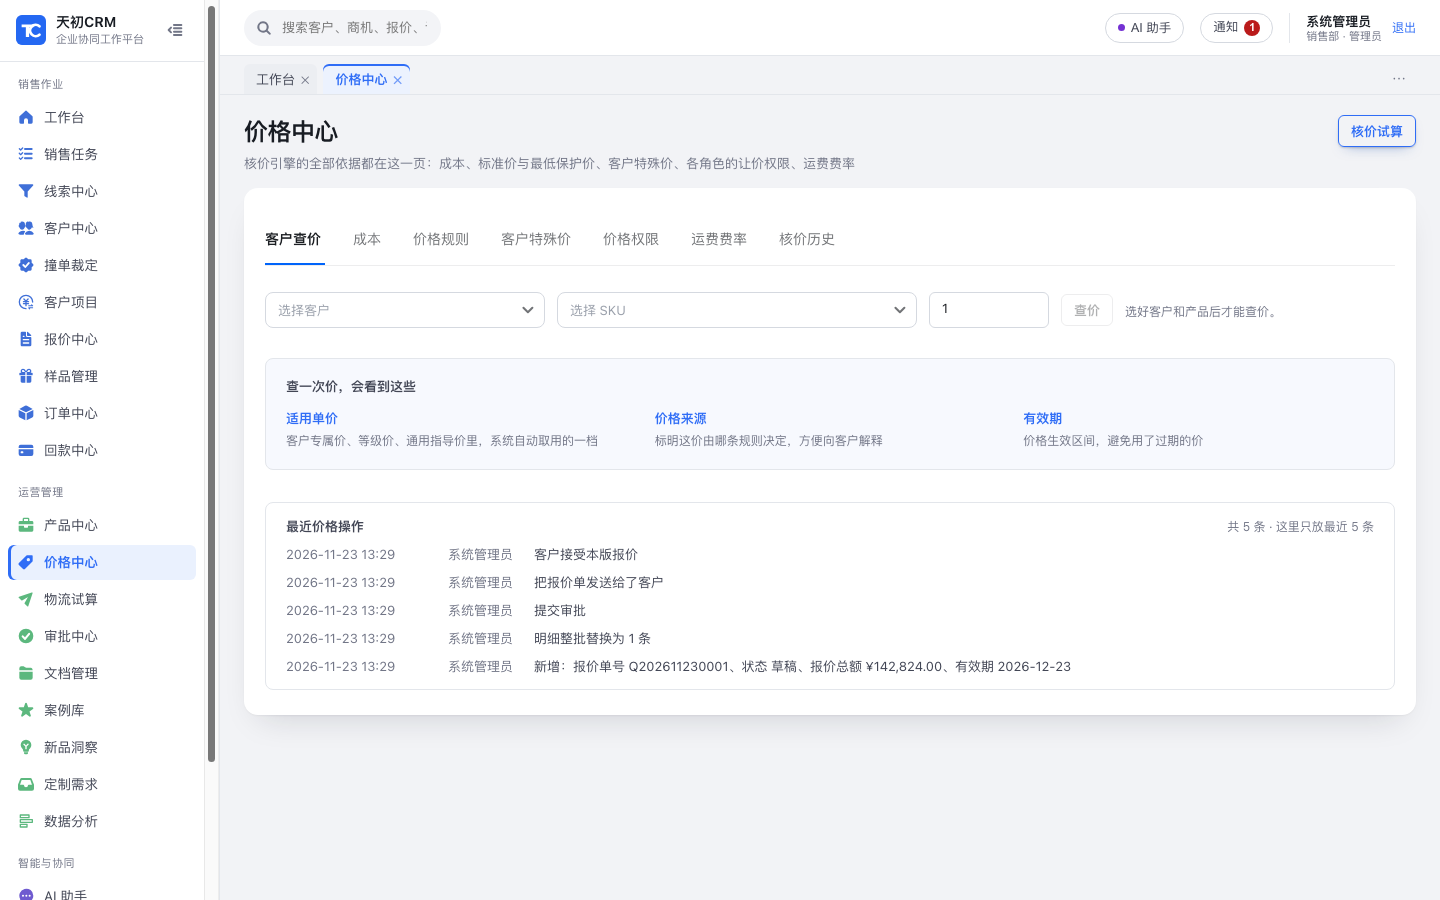 天初CRM
企业协同工作平台
销售作业
工作台
销售任务
线索中心
客户中心
撞单裁定
客户项目
报价中心
样品管理
订单中心
回款中心
运营管理
产品中心
价格中心
物流试算
审批中心
文档管理
案例库
新品洞察
定制需求
数据分析
智能与协同
AI 助手
搜索客户、商机、报价、
AI 助手
通知 1
系统管理员
销售部 · 管理员
退出
工作台
价格中心
价格中心
核价引擎的全部依据都在这一页：成本、标准价与最低保护价、客户特殊价、各角色的让价权限、运费费率
核价试算
客户查价 成本 价格规则 客户特殊价 价格权限 运费费率 核价历史
选择客户 选择 SKU 1 查价 选好客户和产品后才能查价。
查一次价，会看到这些
适用单价
客户专属价、等级价、通用指导价里，系统自动取用的一档
价格来源
标明这价由哪条规则决定，方便向客户解释
有效期
价格生效区间，避免用了过期的价
最近价格操作 共 5 条 · 这里只放最近 5 条
2026-11-23 13:29 系统管理员 客户接受本版报价
2026-11-23 13:29 系统管理员 把报价单发送给了客户
2026-11-23 13:29 系统管理员 提交审批
2026-11-23 13:29 系统管理员 明细整批替换为 1 条
2026-11-23 13:29 系统管理员 新增：报价单号 Q202611230001、状态 草稿、报价总额 ¥142,824.00、有效期 2026-12-23